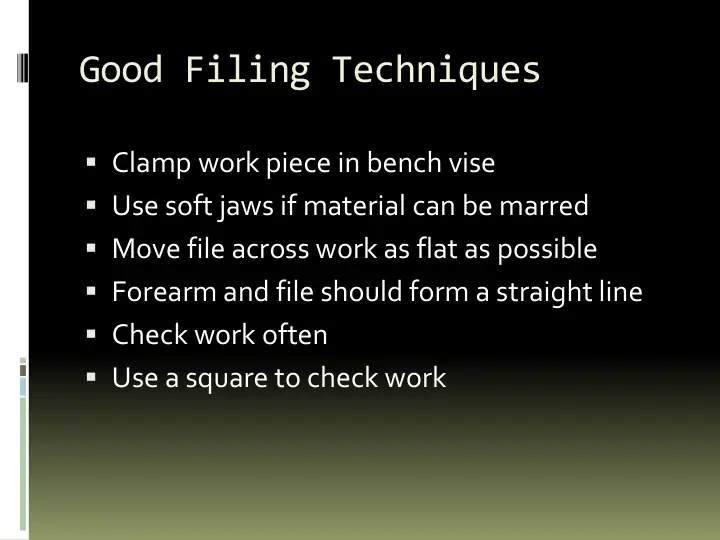 Good Filing Techniques
▪ Clamp work piece in bench vise
▪ Use soft jaws if material can be marred
▪ Move file across work as flat as possible
▪ Forearm and file should form a straight line
▪ Check work often
▪ Use a square to check work